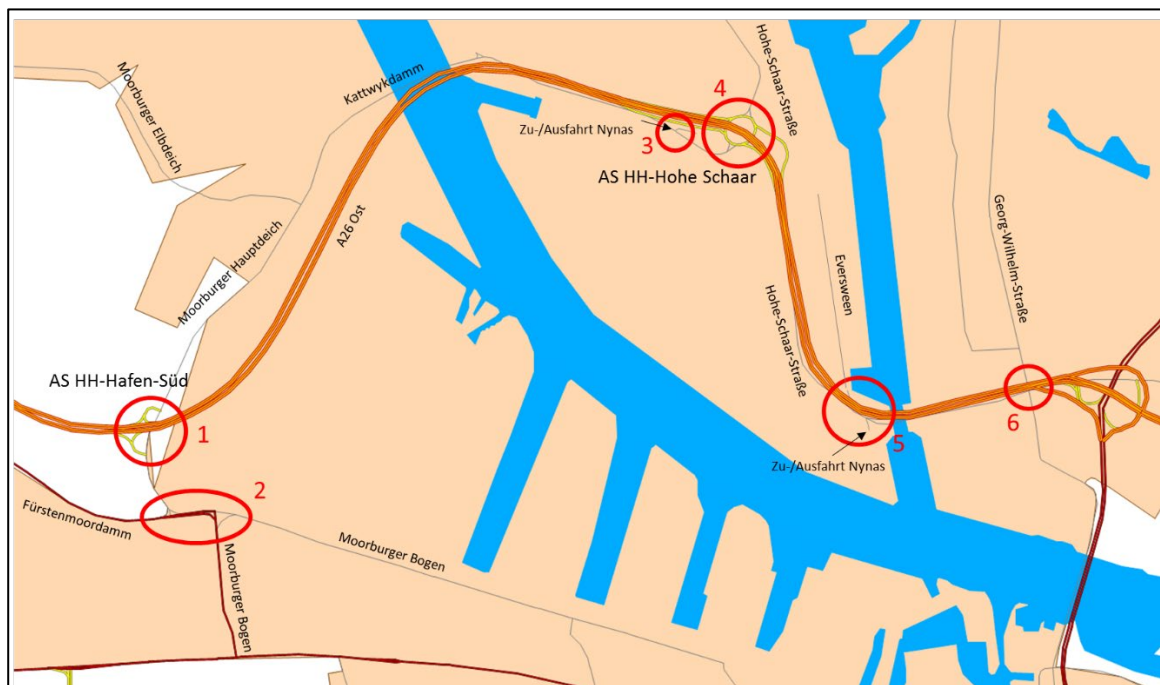 Hohe-Schaar-Straße
4
Moorburger Elbdeich
Kattwykdamm
Zu-/Ausfahrt Nynas
3
AS HH-Hohe Schaar
A26 Ost
Moorburger Hauptdeich
Georg-Wilhelm-Straße
Eversween
Hohe-Schaar-Straße
AS HH-Hafen-Süd
1
6
5
Zu-/Ausfahrt Nynas
2
Fürstenmoordamm
Moorburger Bogen
Moorburger Bogen